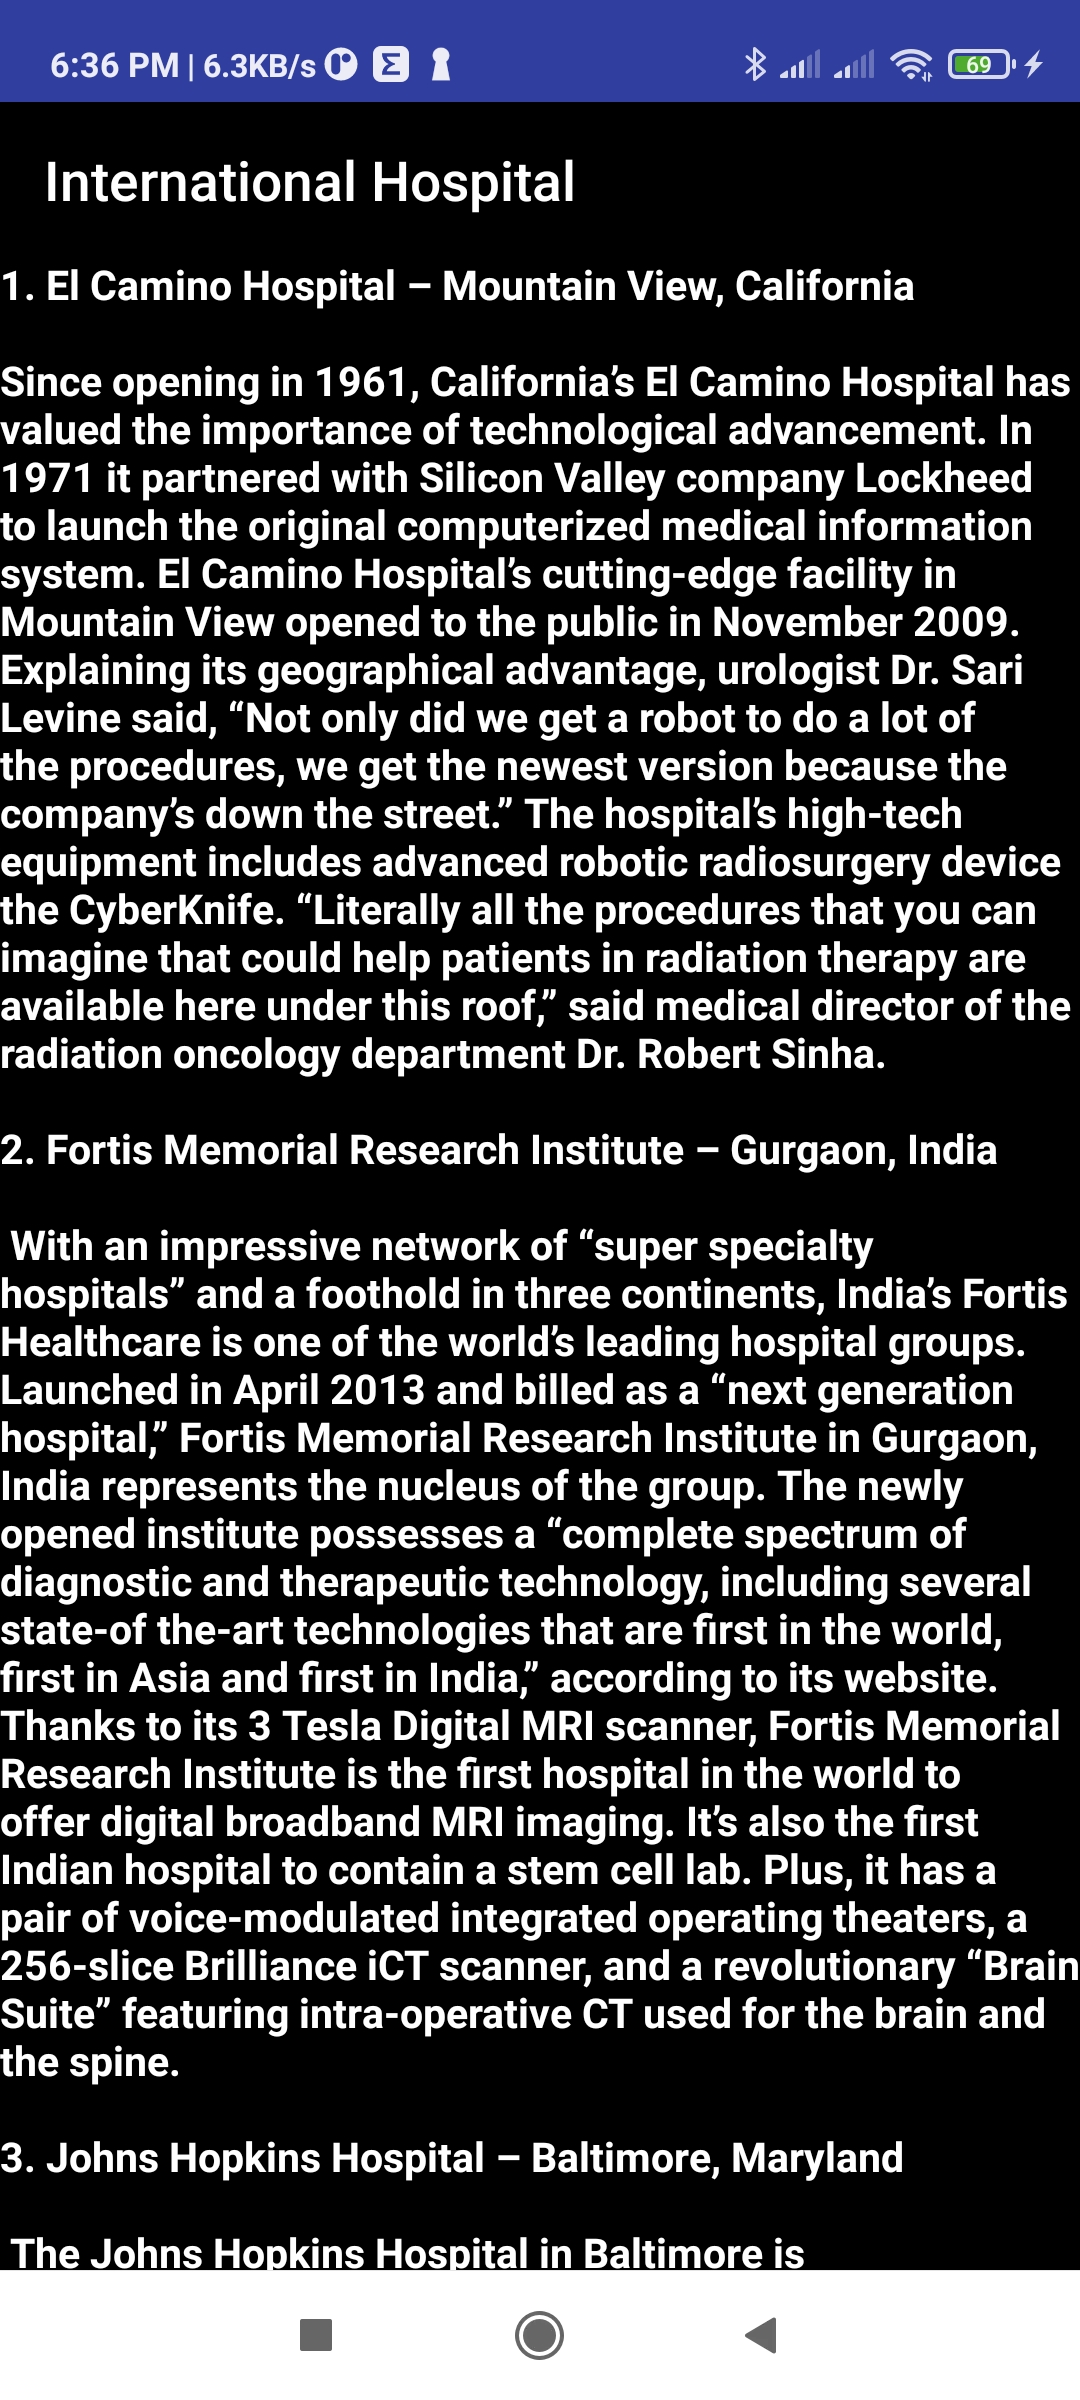 6:36 PM | 6.3KB/s
69
International Hospital
1. El Camino Hospital – Mountain View, California
Since opening in 1961, California’s El Camino Hospital has
valued the importance of technological advancement. In
1971 it partnered with Silicon Valley company Lockheed
to launch the original computerized medical information
system. El Camino Hospital’s cutting-edge facility in
Mountain View opened to the public in November 2009.
Explaining its geographical advantage, urologist Dr. Sari
Levine said, “Not only did we get a robot to do a lot of
the procedures, we get the newest version because the
company’s down the street.” The hospital’s high-tech
equipment includes advanced robotic radiosurgery device
the CyberKnife. “Literally all the procedures that you can
imagine that could help patients in radiation therapy are
available here under this roof,” said medical director of the
radiation oncology department Dr. Robert Sinha.
2. Fortis Memorial Research Institute – Gurgaon, India
With an impressive network of “super specialty
hospitals” and a foothold in three continents, India’s Fortis
Healthcare is one of the world’s leading hospital groups.
Launched in April 2013 and billed as a “next generation
hospital,” Fortis Memorial Research Institute in Gurgaon,
India represents the nucleus of the group. The newly
opened institute possesses a “complete spectrum of
diagnostic and therapeutic technology, including several
state-of the-art technologies that are first in the world,
first in Asia and first in India,” according to its website.
Thanks to its 3 Tesla Digital MRI scanner, Fortis Memorial
Research Institute is the first hospital in the world to
offer digital broadband MRI imaging. It’s also the first
Indian hospital to contain a stem cell lab. Plus, it has a
pair of voice-modulated integrated operating theaters, a
256-slice Brilliance iCT scanner, and a revolutionary “Brain
Suite” featuring intra-operative CT used for the brain and
the spine.
3. Johns Hopkins Hospital – Baltimore, Maryland
The Johns Hopkins Hospital in Baltimore is